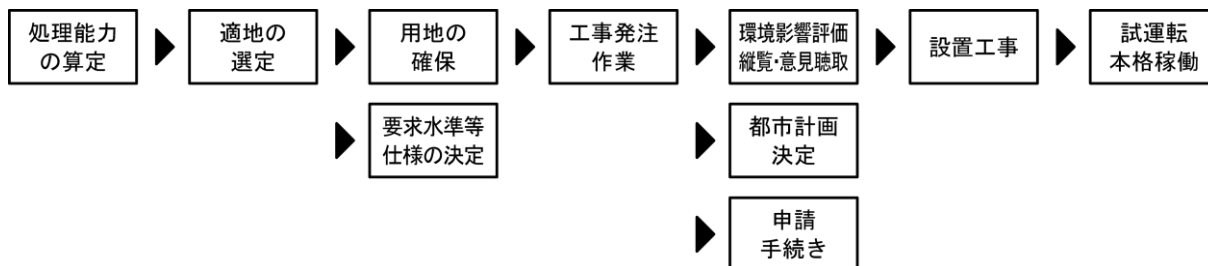 処理能力
の算定
適地の
選定
用地の
確保
工事発注
作業
環境影響評価
縦覧・意見聴取
設置工事
試運転
本格稼働
要求水準等
仕様の決定
都市計画
決定
申請
手続き